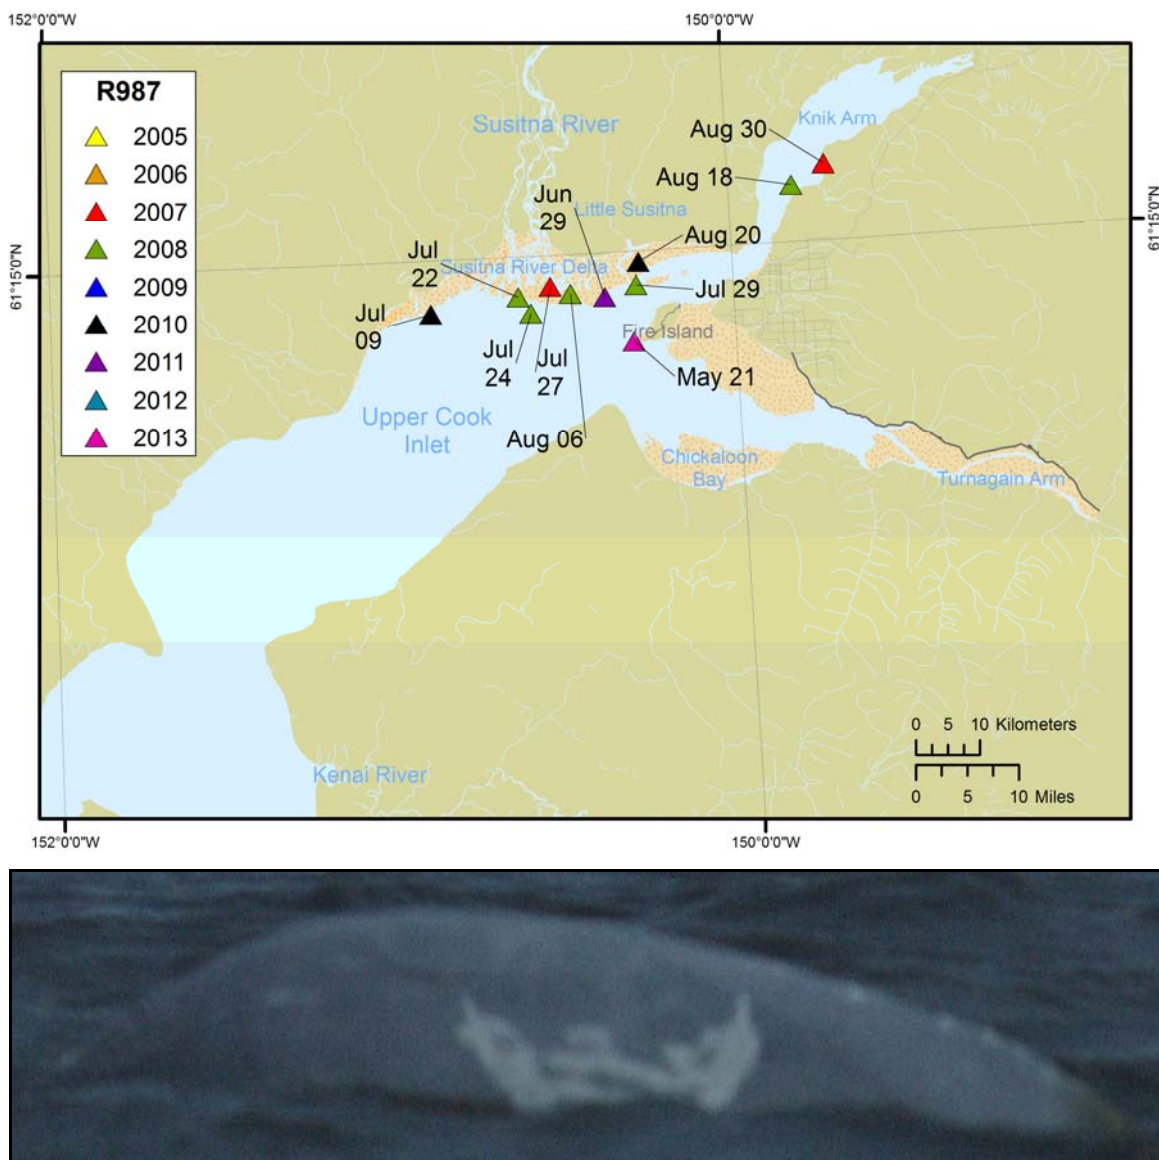 152°0'0"W
150°0'0"W
R987
2005
2006
2007
2008
2009
2010
2011
2012
2013
Susitna River
Knik Arm
Aug 30
Aug 18
Jun
29
Little Susitna
Aug 20
61°15'0"N
61°15'0"N
Jul
22
Susitna River Delta
Jul 29
Jul
09
Fire Island
Jul
24
Jul
27
May 21
Upper Cook
Inlet
Aug 06
Chickaloon
Bay
Turnagain Arm
Kenai River
0 5 10 Kilometers
0 5 10 Miles
152°0'0"W
150°0'0"W